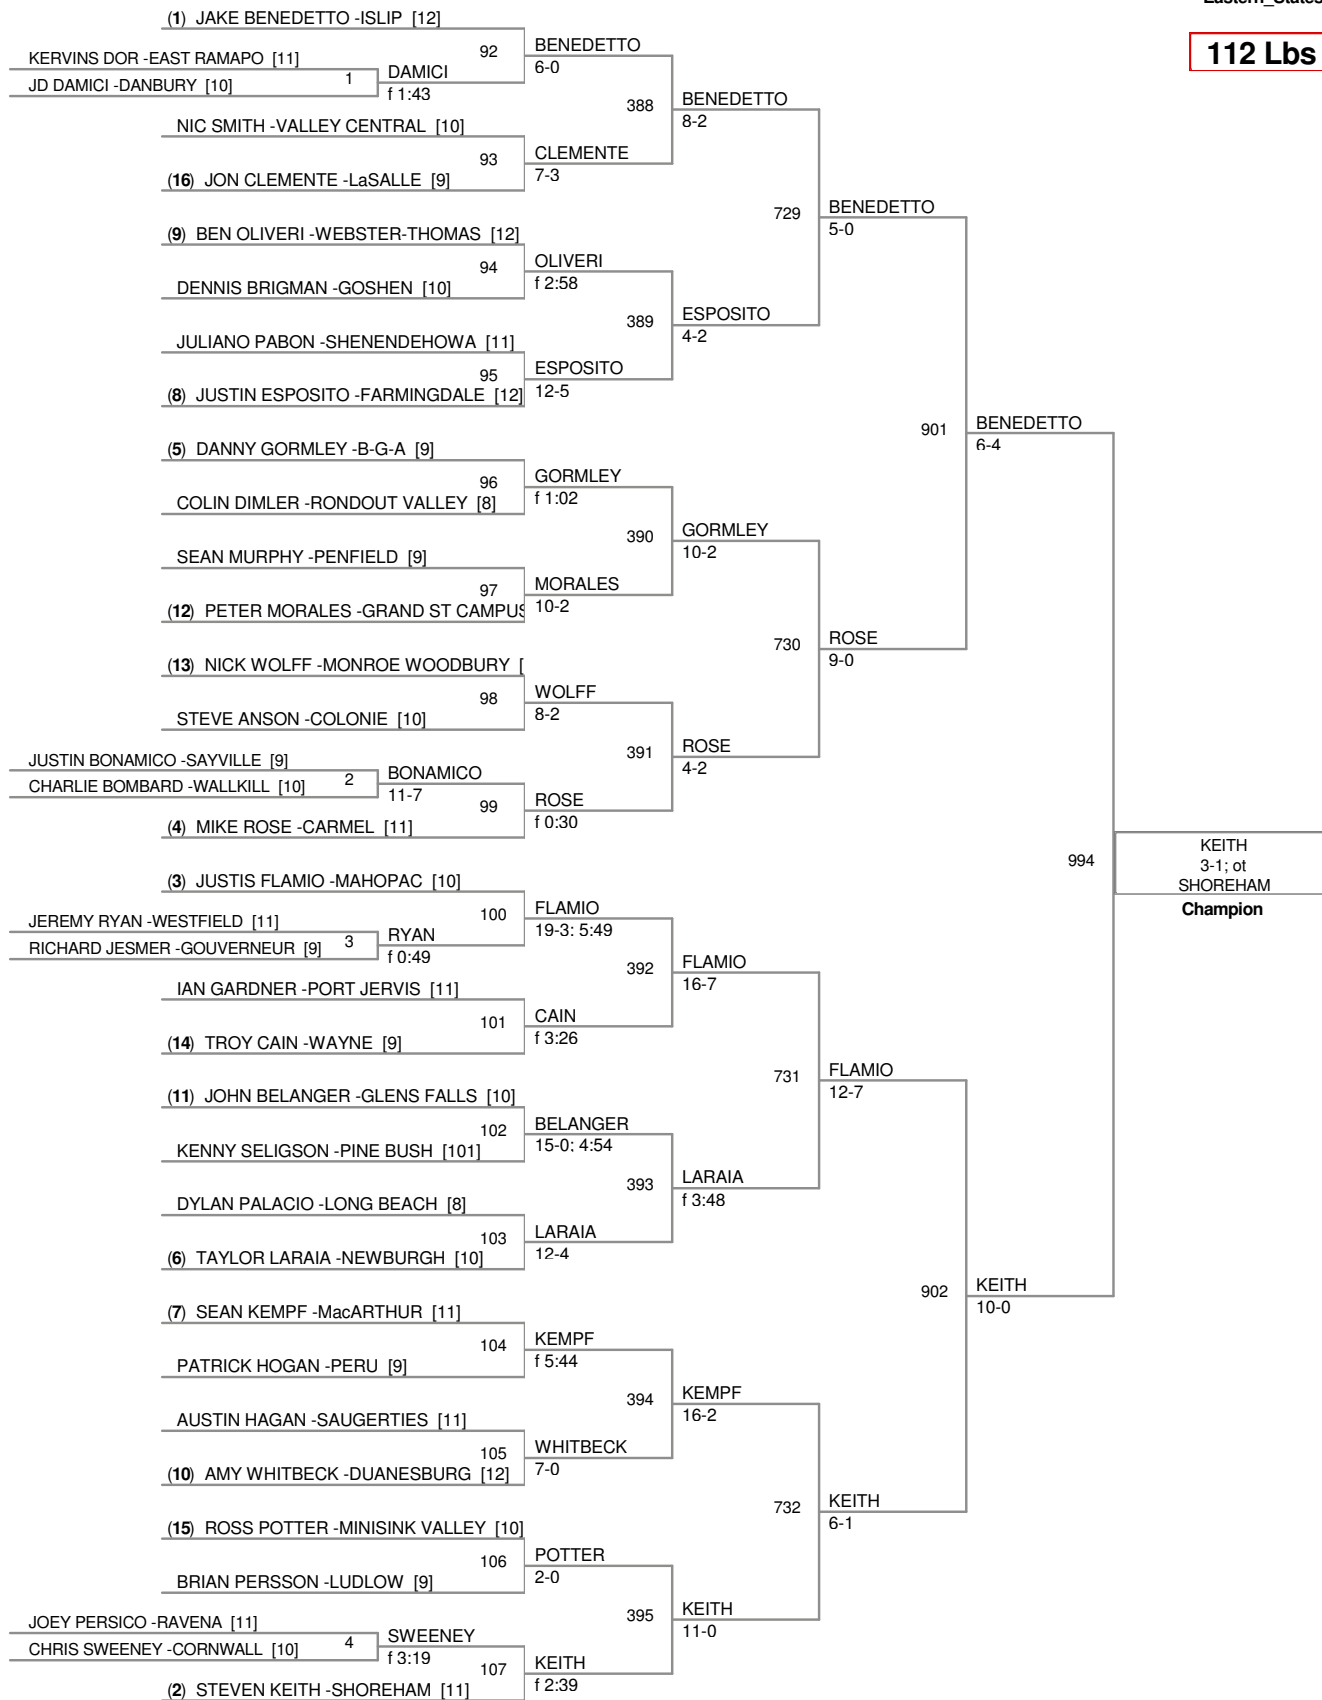 Eastern_States
112 Lbs
(1) JAKE BENEDETTO -ISLIP [12]
92
BENEDETTO
6-0
KERVINS DOR -EAST RAMAPO [11]
1
DAMICI
f 1:43
JD DAMICI -DANBURY [10]
388
BENEDETTO
8-2
NIC SMITH -VALLEY CENTRAL [10]
93
CLEMENTE
7-3
(16) JON CLEMENTE -LaSALLE [9]
729
BENEDETTO
5-0
(9) BEN OLIVERI -WEBSTER-THOMAS [12]
94
OLIVERI
f 2:58
DENNIS BRIGMAN -GOSHEN [10]
389
ESPOSITO
4-2
JULIANO PABON -SHENENDEHOWA [11]
95
ESPOSITO
12-5
(8) JUSTIN ESPOSITO -FARMINGDALE [12]
901
BENEDETTO
6-4
(5) DANNY GORMLEY -B-G-A [9]
96
GORMLEY
f 1:02
COLIN DIMLER -RONDOUT VALLEY [8]
390
GORMLEY
10-2
SEAN MURPHY -PENFIELD [9]
97
MORALES
10-2
(12) PETER MORALES -GRAND ST CAMPUS
730
ROSE
9-0
(13) NICK WOLFF -MONROE WOODBURY [
98
WOLFF
8-2
STEVE ANSON -COLONIE [10]
391
ROSE
4-2
JUSTIN BONAMICO -SAYVILLE [9]
2
BONAMICO
11-7
CHARLIE BOMBARD -WALLKILL [10]
99
ROSE
f 0:30
(4) MIKE ROSE -CARMEL [11]
994
KEITH
3-1; ot
SHOREHAM
Champion
(3) JUSTIS FLAMIO -MAHOPAC [10]
100
FLAMIO
19-3; 5:49
JEREMY RYAN -WESTFIELD [11]
3
RYAN
f 0:49
RICHARD JESMER -GOUVERNEUR [9]
392
FLAMIO
16-7
IAN GARDNER -PORT JERVIS [11]
101
CAIN
f 3:26
(14) TROY CAIN -WAYNE [9]
731
FLAMIO
12-7
(11) JOHN BELANGER -GLENS FALLS [10]
102
BELANGER
15-0; 4:54
KENNY SELIGSON -PINE BUSH [101]
393
LARAIA
f 3:48
DYLAN PALACIO -LONG BEACH [8]
103
LARAIA
12-4
(6) TAYLOR LARAIA -NEWBURGH [10]
902
KEITH
10-0
(7) SEAN KEMPF -MacARTHUR [11]
104
KEMPF
f 5:44
PATRICK HOGAN -PERU [9]
394
KEMPF
16-2
AUSTIN HAGAN -SAUGERTIES [11]
105
WHITBECK
7-0
(10) AMY WHITBECK -DUANESBURG [12]
732
KEITH
6-1
(15) ROSS POTTER -MINISINK VALLEY [10]
106
POTTER
2-0
BRIAN PERSSON -LUDLOW [9]
395
KEITH
11-0
JOEY PERSICO -RAVENA [11]
4
SWEENEY
f 3:19
CHRIS SWEENEY -CORNWALL [10]
107
KEITH
f 2:39
(2) STEVEN KEITH -SHOREHAM [11]